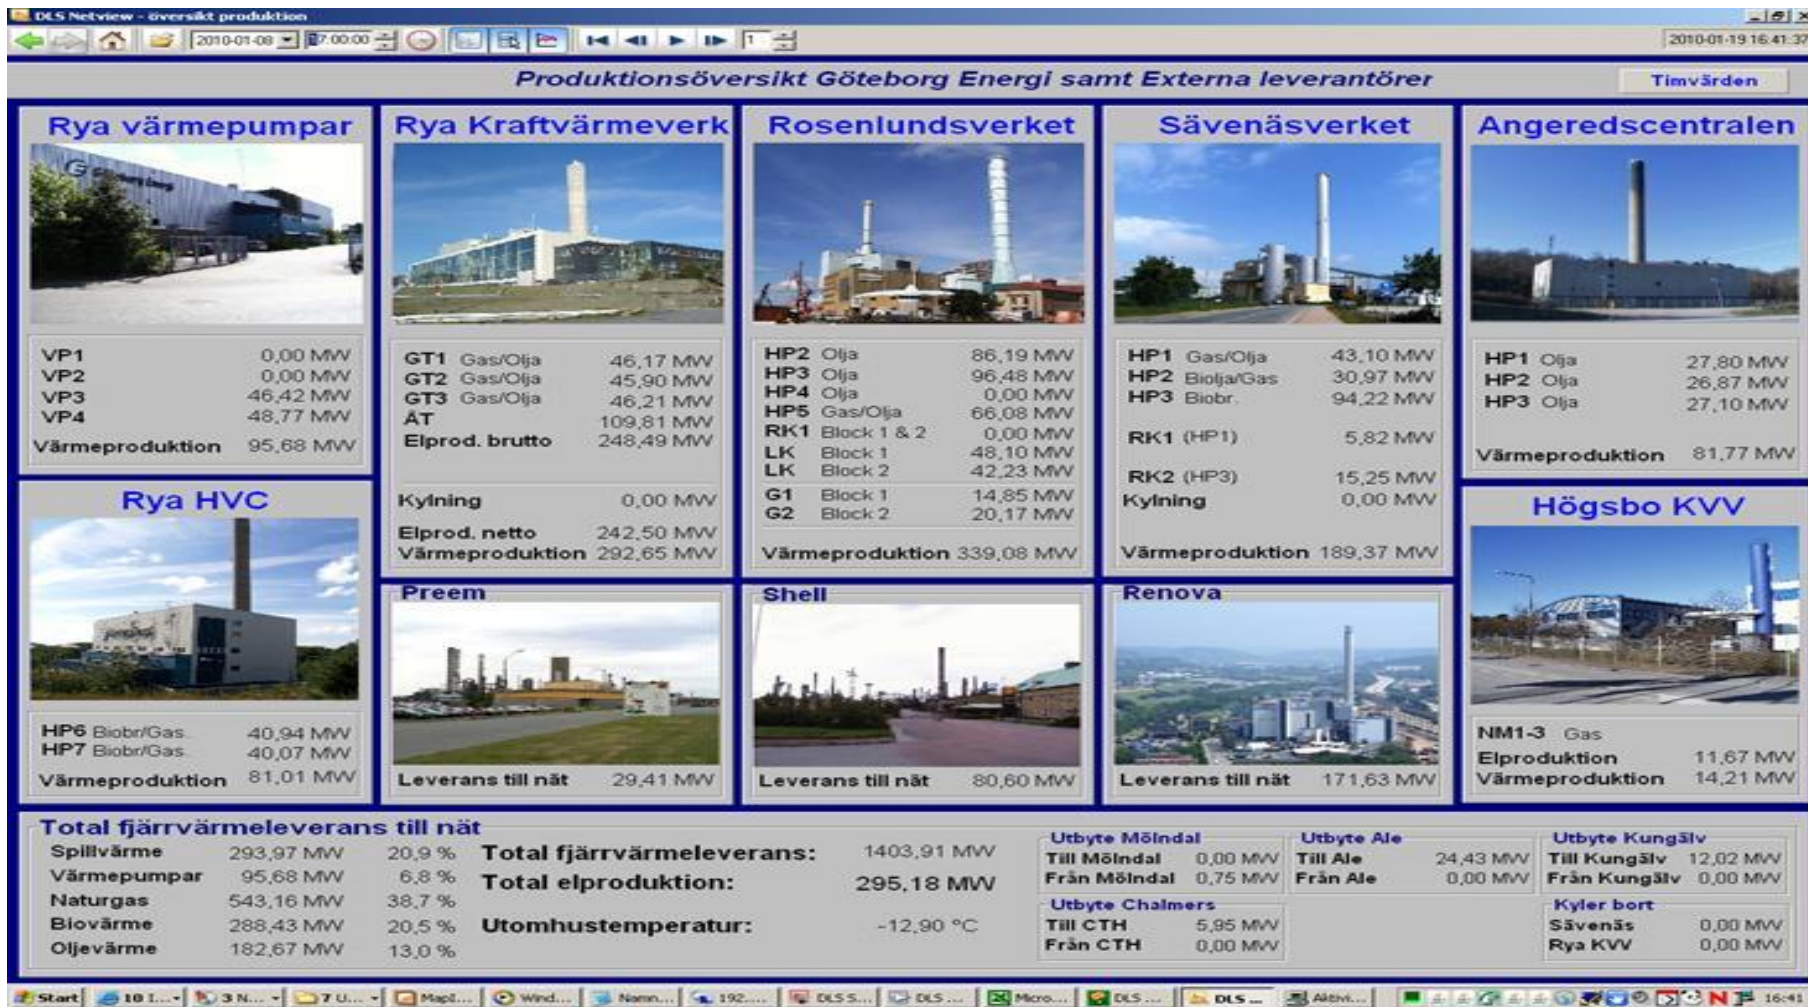 DLS Netview - översikt produktion
2010-01-08 07:00:00 1 2010-01-19 16:41:37
Produktionsöversikt Göteborg Energi samt Externa leverantörer
Timvärden
Rya värmepumpar
VP1 0,00 MW
VP2 0,00 MW
VP3 46,42 MW
VP4 48,77 MW
Värmeproduktion 95,68 MW
Rya Kraftvärmeverk
GT1 Gas/Olja 46,17 MW
GT2 Gas/Olja 45,90 MW
GT3 Gas/Olja 46,21 MW
ÅT 109,81 MW
Elprod. brutto 248,49 MW
Kylning 0,00 MW
Elprod. netto 242,50 MW
Värmeproduktion 292,65 MW
Rosenlundsverket
HP2 Olja 86,19 MW
HP3 Olja 96,48 MW
HP4 Olja 0,00 MW
HP5 Gas/Olja 66,08 MW
RK1 Block 1 & 2 0,00 MW
LK Block 1 48,10 MW
LK Block 2 42,23 MW
G1 Block 1 14,85 MW
G2 Block 2 20,17 MW
Värmeproduktion 339,08 MW
Sävenäsverket
HP1 Gas/Olja 43,10 MW
HP2 Biolja/Gas 30,97 MW
HP3 Biobr. 94,22 MW
RK1 (HP1) 5,82 MW
RK2 (HP3) 15,25 MW
Kylning 0,00 MW
Värmeproduktion 189,37 MW
Angeredscentralen
HP1 Olja 27,80 MW
HP2 Olja 26,87 MW
HP3 Olja 27,10 MW
Värmeproduktion 81,77 MW
Rya HVC
HP6 Biobr/Gas. 40,94 MW
HP7 Biobr/Gas. 40,07 MW
Värmeproduktion 81,01 MW
Preem
Leverans till nät 29,41 MW
Shell
Leverans till nät 80,60 MW
Renova
Leverans till nät 171,63 MW
Högsbo KVV
NM1-3 Gas
Elproduktion 11,67 MW
Värmeproduktion 14,21 MW
Total fjärrvärmeleverans till nät
Spillvärme 293,97 MW 20,9 %
Värmepumpar 95,68 MW 6,8 %
Naturgas 543,16 MW 38,7 %
Biovärme 288,43 MW 20,5 %
Oljevärme 182,67 MW 13,0 %
Total fjärrvärmeleverans: 1403,91 MW
Total elproduktion: 295,18 MW
Utomhustemperatur: -12,90 °C
Utbyte Mölndal
Till Mölndal 0,00 MW
Från Mölndal 0,75 MW
Utbyte Ale
Till Ale 24,43 MW
Från Ale 0,00 MW
Utbyte Kungälv
Till Kungälv 12,02 MW
Från Kungälv 0,00 MW
Utbyte Chalmers
Till CTH 5,95 MW
Från CTH 0,00 MW
Kyler bort
Sävenäs 0,00 MW
Rya KVV 0,00 MW
Start 10 I... 3 N... 7 U... MapI... Wind... Namn... 192.... DLS S... DLS ... Micro... DLS ... DLS ... Aktivi...